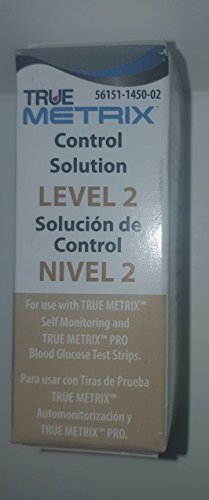 56151-1450-02
TRUE
METRIX™
Control
Solution
LEVEL 2
Solución de
Control
NIVEL 2
For use with TRUE METRIX™
Self Monitoring and
TRUE METRIX™ PRO
Blood Glucose Test Strips.
Para usar con Tiras de Prueba
TRUE METRIX™
Automonitorización y
TRUE METRIX™ PRO.